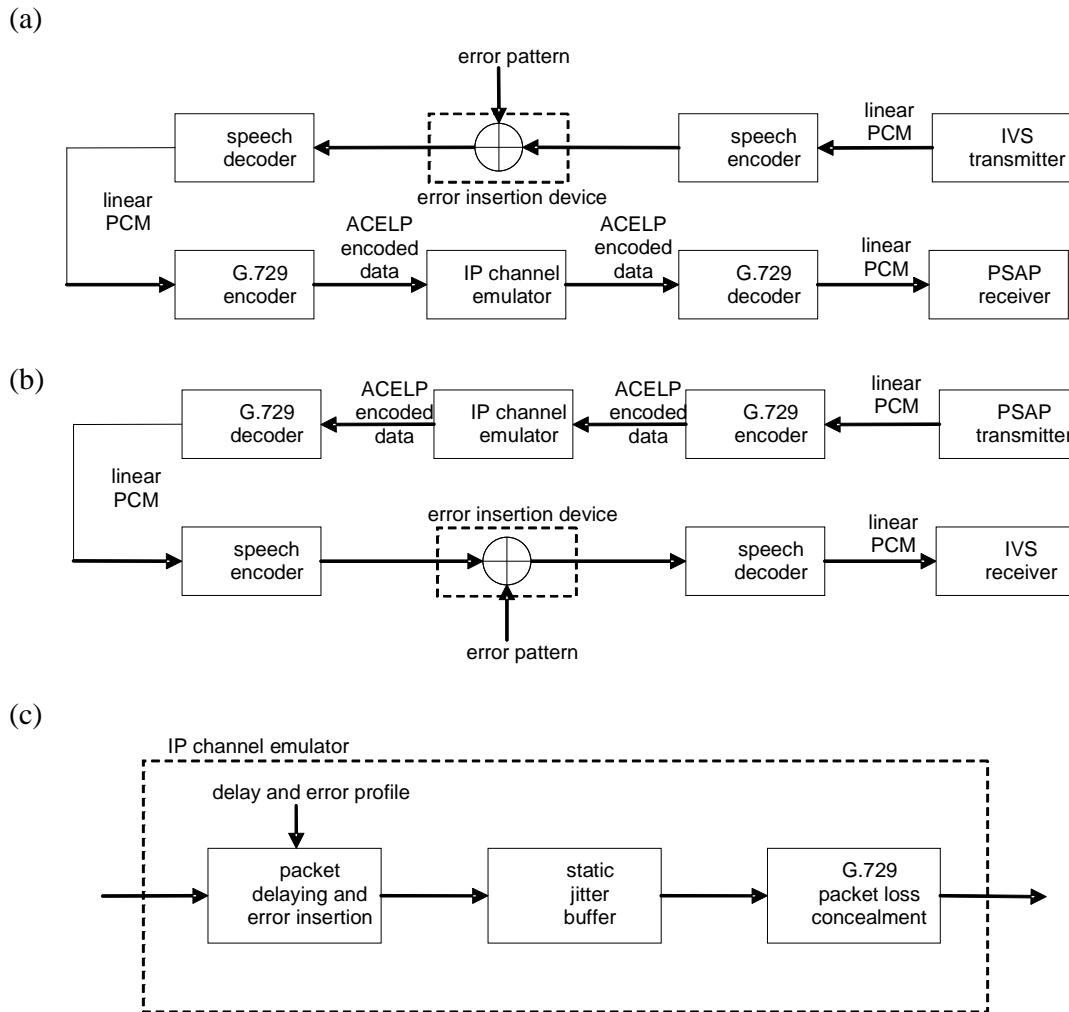 (a)
error pattern
speech
decoder
speech
encoder
linear
PCM
IVS
transmitter
error insertion device
linear
PCM
ACELP
encoded
data
ACELP
encoded
data
linear
PCM
G.729
encoder
IP channel
emulator
G.729
decoder
PSAP
receiver
(b)
G.729
decoder
ACELP
encoded
data
IP channel
emulator
ACELP
encoded
data
G.729
encoder
linear
PCM
PSAP
transmitter
linear
PCM
error insertion device
speech
encoder
speech
decoder
linear
PCM
IVS
receiver
error pattern
(c)
IP channel emulator
delay and error profile
packet
delaying and
error insertion
static
jitter
buffer
G.729
packet loss
concealment